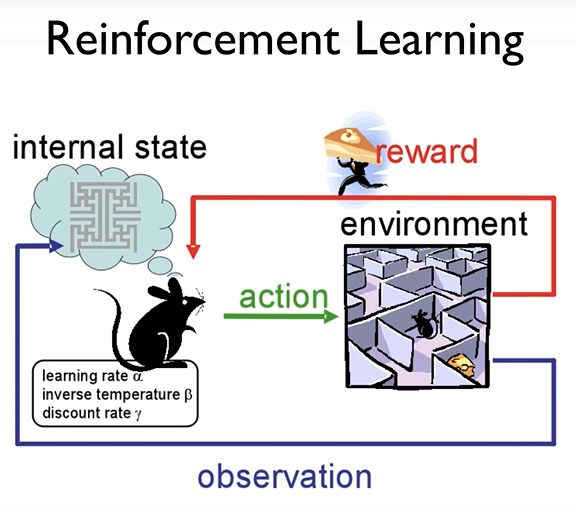 Reinforcement Learning
internal state
reward
environment
action
learning rate α
inverse temperature β
discount rate γ
observation